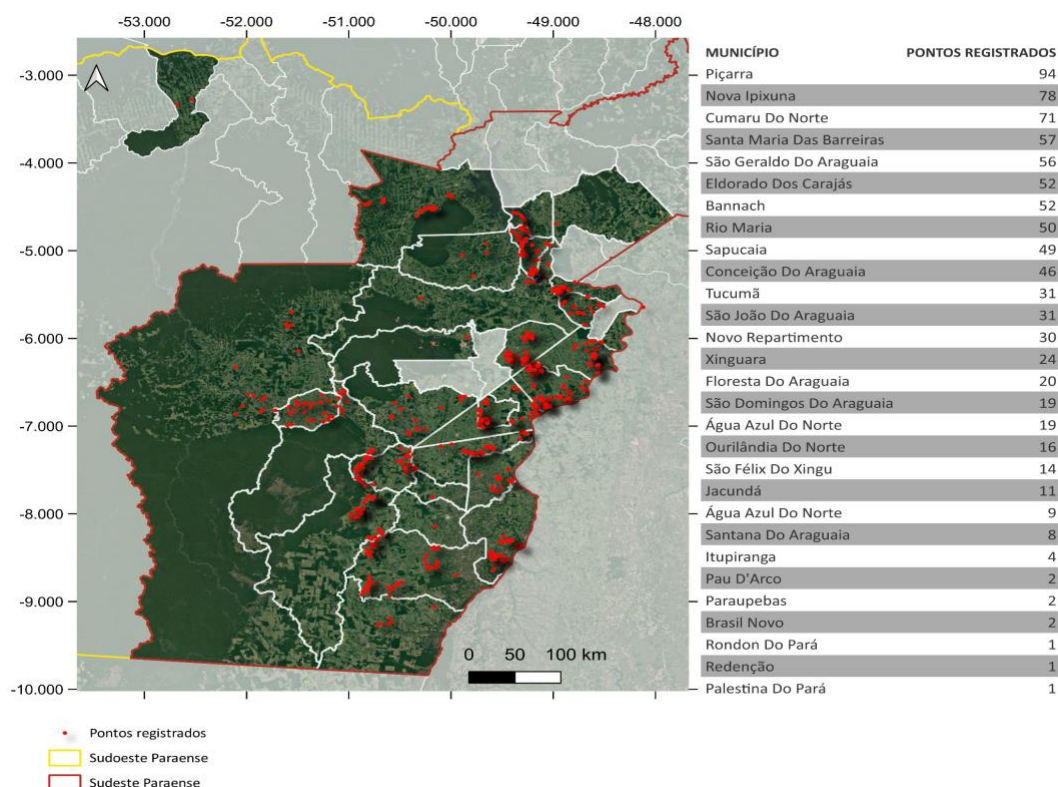 -53.000 -52.000 -51.000 -50.000 -49.000 -48.000
-3.000
-4.000
-5.000
-6.000
-7.000
-8.000
-9.000
-10.000
0 50 100 km
MUNICÍPIO PONTOS REGISTRADOS
Piçarra 94
Nova Ipixuna 78
Cumaru Do Norte 71
Santa Maria Das Barreiras 57
São Geraldo Do Araguaia 56
Eldorado Dos Carajás 52
Bannach 52
Rio Maria 50
Sapucaia 49
Conceição Do Araguaia 46
Tucumã 31
São João Do Araguaia 31
Novo Repartimento 30
Xinguara 24
Floresta Do Araguaia 20
São Domingos Do Araguaia 19
Água Azul Do Norte 19
Ourilândia Do Norte 16
São Félix Do Xingu 14
Jacundá 11
Água Azul Do Norte 9
Santana Do Araguaia 8
Itupiranga 4
Pau D'Arco 2
Paraupebas 2
Brasil Novo 2
Rondon Do Pará 1
Redenção 1
Palestina Do Pará 1
Pontos registrados
Sudoeste Paraense
Sudeste Paraense